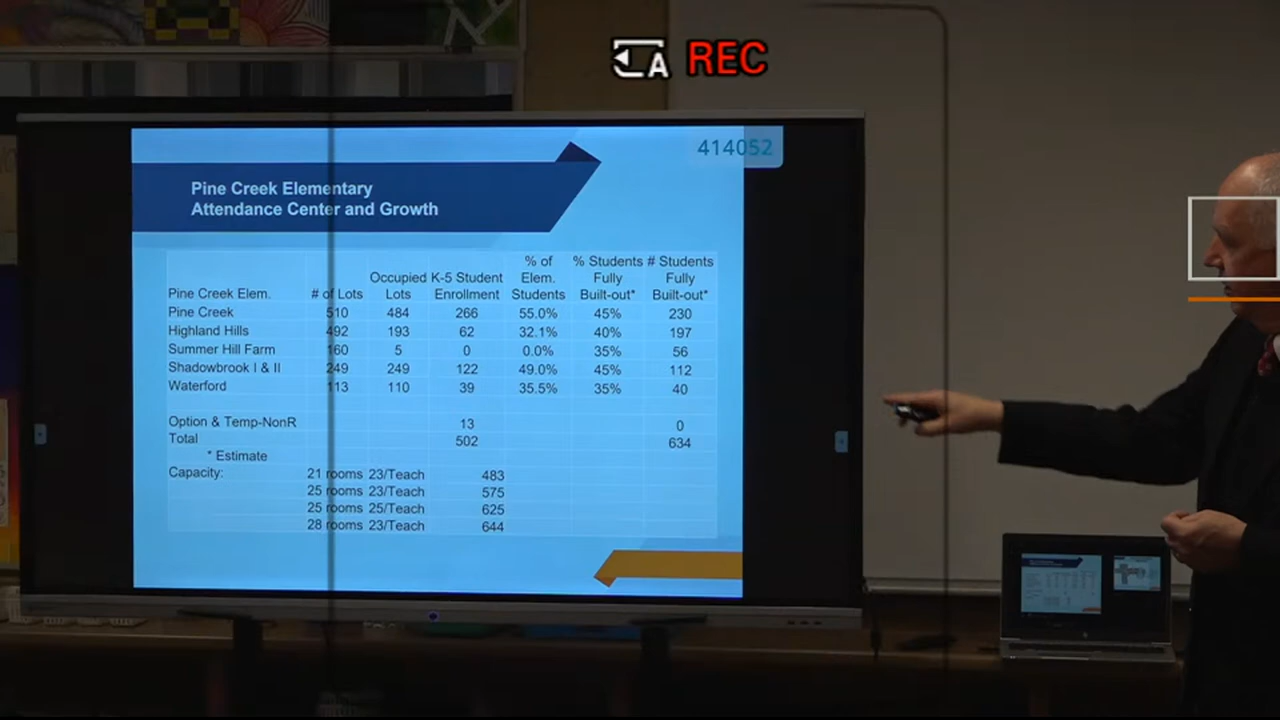 A REC
414052
Pine Creek Elementary
Attendance Center and Growth
% of % Students # Students
Occupied K-5 Student Elem. Fully Fully
Pine Creek Elem. # of Lots Lots Enrollment Students Built-out* Built-out*
Pine Creek 510 484 266 55.0% 45% 230
Highland Hills 492 193 62 32.1% 40% 197
Summer Hill Farm 160 5 0 0.0% 35% 56
Shadowbrook I & II 249 249 122 49.0% 45% 112
Waterford 113 110 39 35.5% 35% 40
Option & Temp-NonR 13 0
Total 502 634
* Estimate
Capacity: 21 rooms 23/Teach 483
25 rooms 23/Teach 575
25 rooms 25/Teach 625
28 rooms 23/Teach 644